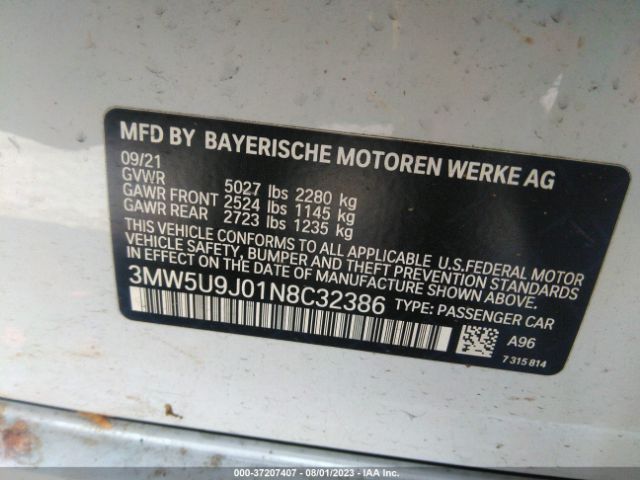 MFD BY BAYERISCHE MOTOREN WERKE AG
09/21
GVWR 5027 lbs 2280 kg
GAWR FRONT 2524 lbs 1145 kg
GAWR REAR 2723 lbs 1235 kg
THIS VEHICLE CONFORMS TO ALL APPLICABLE U.S.FEDERAL MOTOR
VEHICLE SAFETY, BUMPER AND THEFT PREVENTION STANDARDS
IN EFFECT ON THE DATE OF MANUFACTURE SHOWN ABOVE.
3MW5U9J01N8C32386 TYPE: PASSENGER CAR
A96
7 315 814
000-37207407 - 08/01/2023 - IAA Inc.